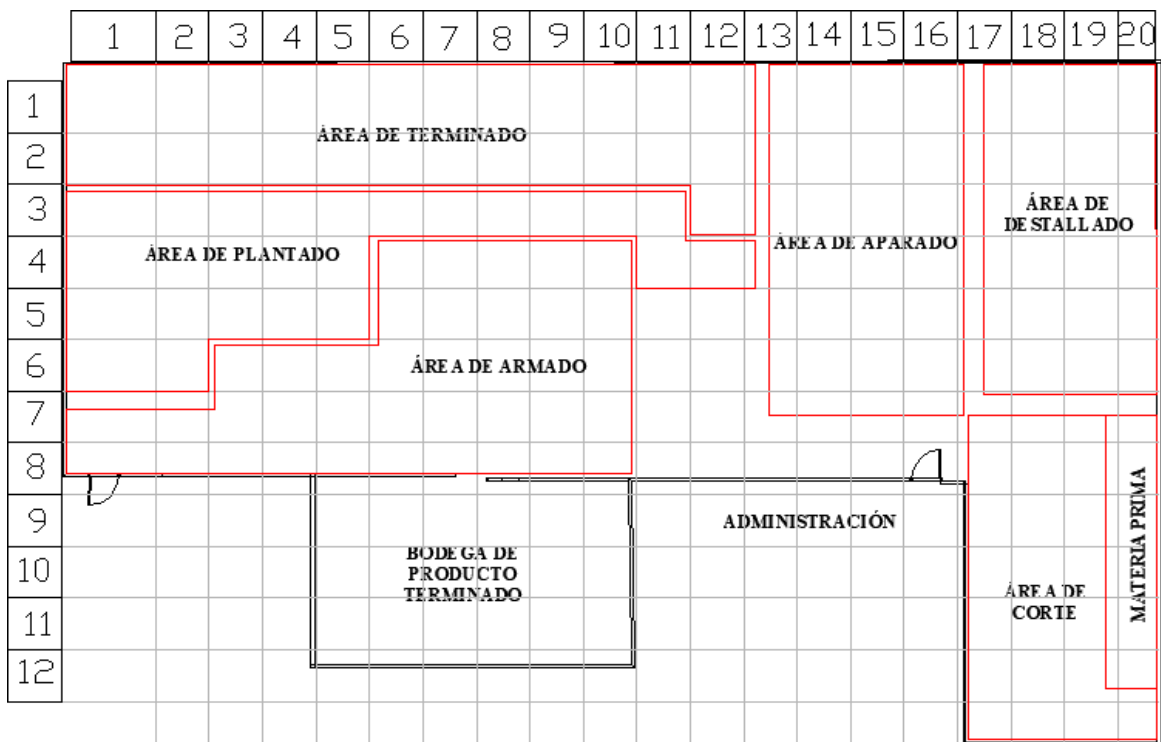 1 2 3 4 5 6 7 8 9 10 11 12 13 14 15 16 17 18 19 20
1
2
3
4
5
6
7
8
9
10
11
12
ÁREA DE TERMINADO
ÁREA DE PLANTADO
ÁREA DE APARADO
ÁREA DE
DESTALLADO
ÁREA DE ARMADO
BODEGA DE
PRODUCTO
TERMINADO
ADMINISTRACIÓN
ÁREA DE
CORTE
MATERIA PRIMA